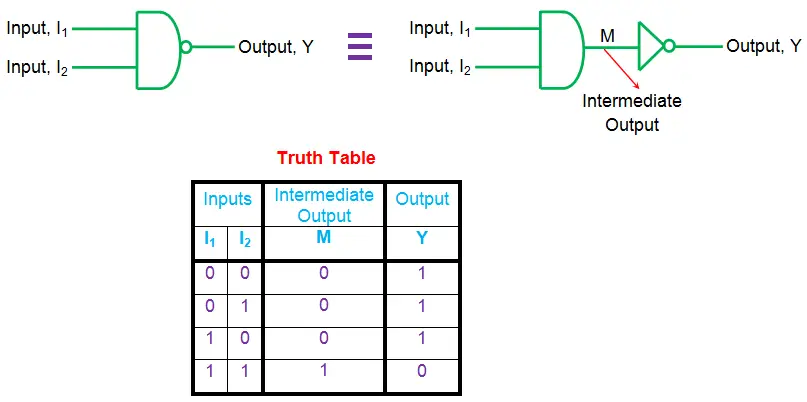 Input, I₁
Input, I₂
Output, Y
Input, I₁
Input, I₂
M
Output, Y
Intermediate
Output
Truth Table
Inputs Intermediate Output Output
I₁ I₂ M Y
0 0 0 1
0 1 0 1
1 0 0 1
1 1 1 0